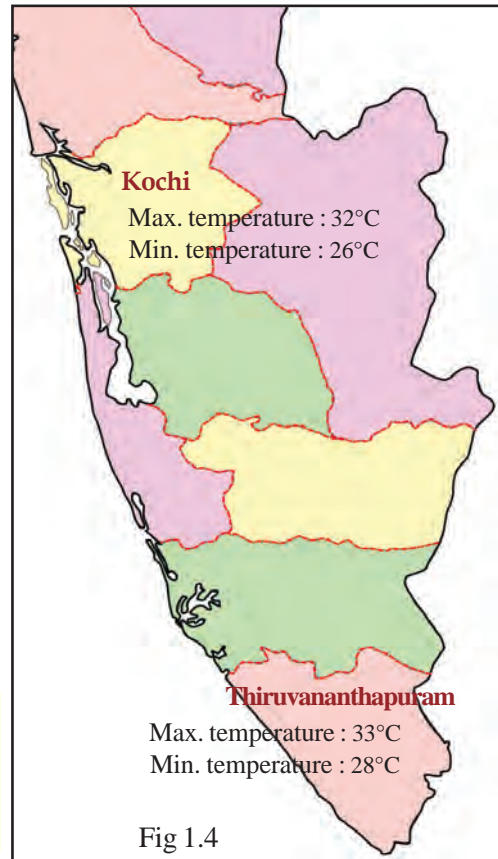 Kochi
Max. temperature : 32°C
Min. temperature : 26°C
Thiruvananthapuram
Max. temperature : 33°C
Min. temperature : 28°C
Fig 1.4